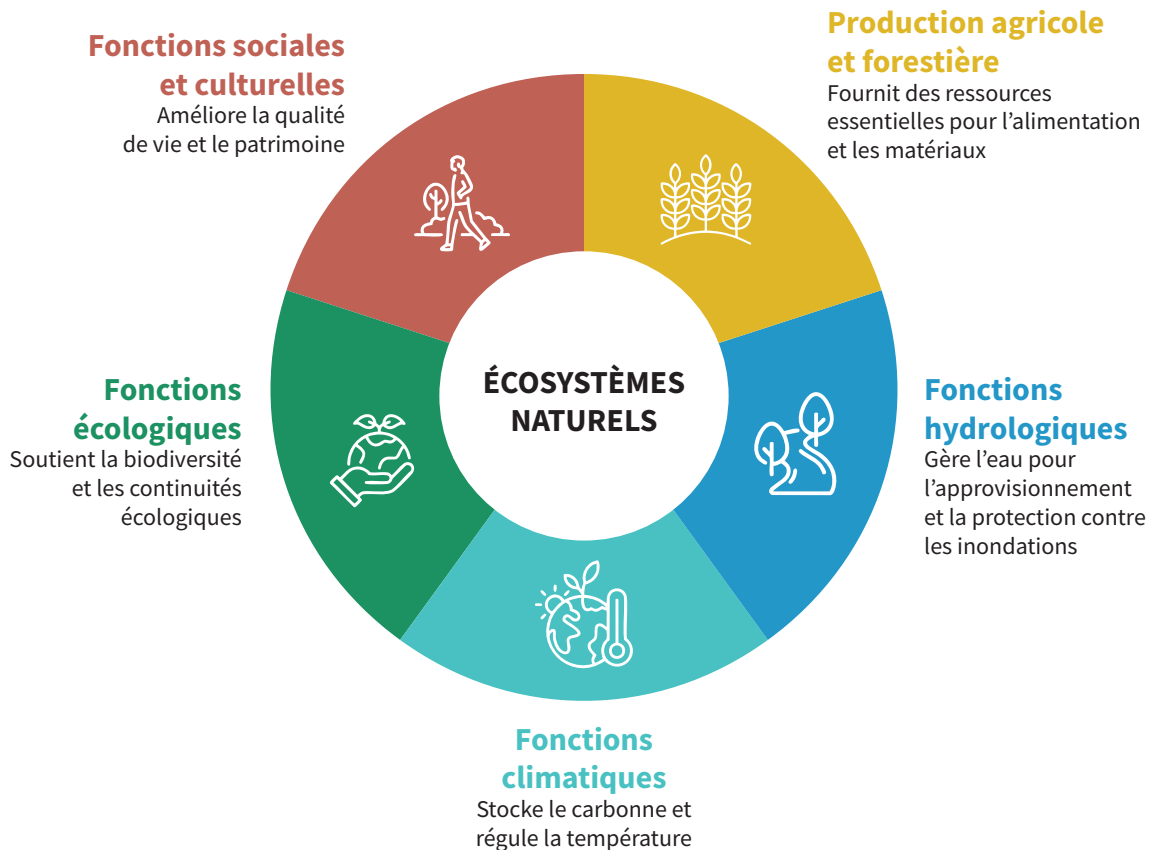 Fonctions sociales
et culturelles
Améliore la qualité
de vie et le patrimoine
Production agricole
et forestière
Fournit des ressources
essentielles pour l’alimentation
et les matériaux
ÉCOSYSTÈMES
NATURELS
Fonctions
écologiques
Soutient la biodiversité
et les continuités
écologiques
Fonctions
hydrologiques
Gère l’eau pour
l’approvisionnement
et la protection contre
les inondations
Fonctions
climatiques
Stocke le carbonne et
régule la température